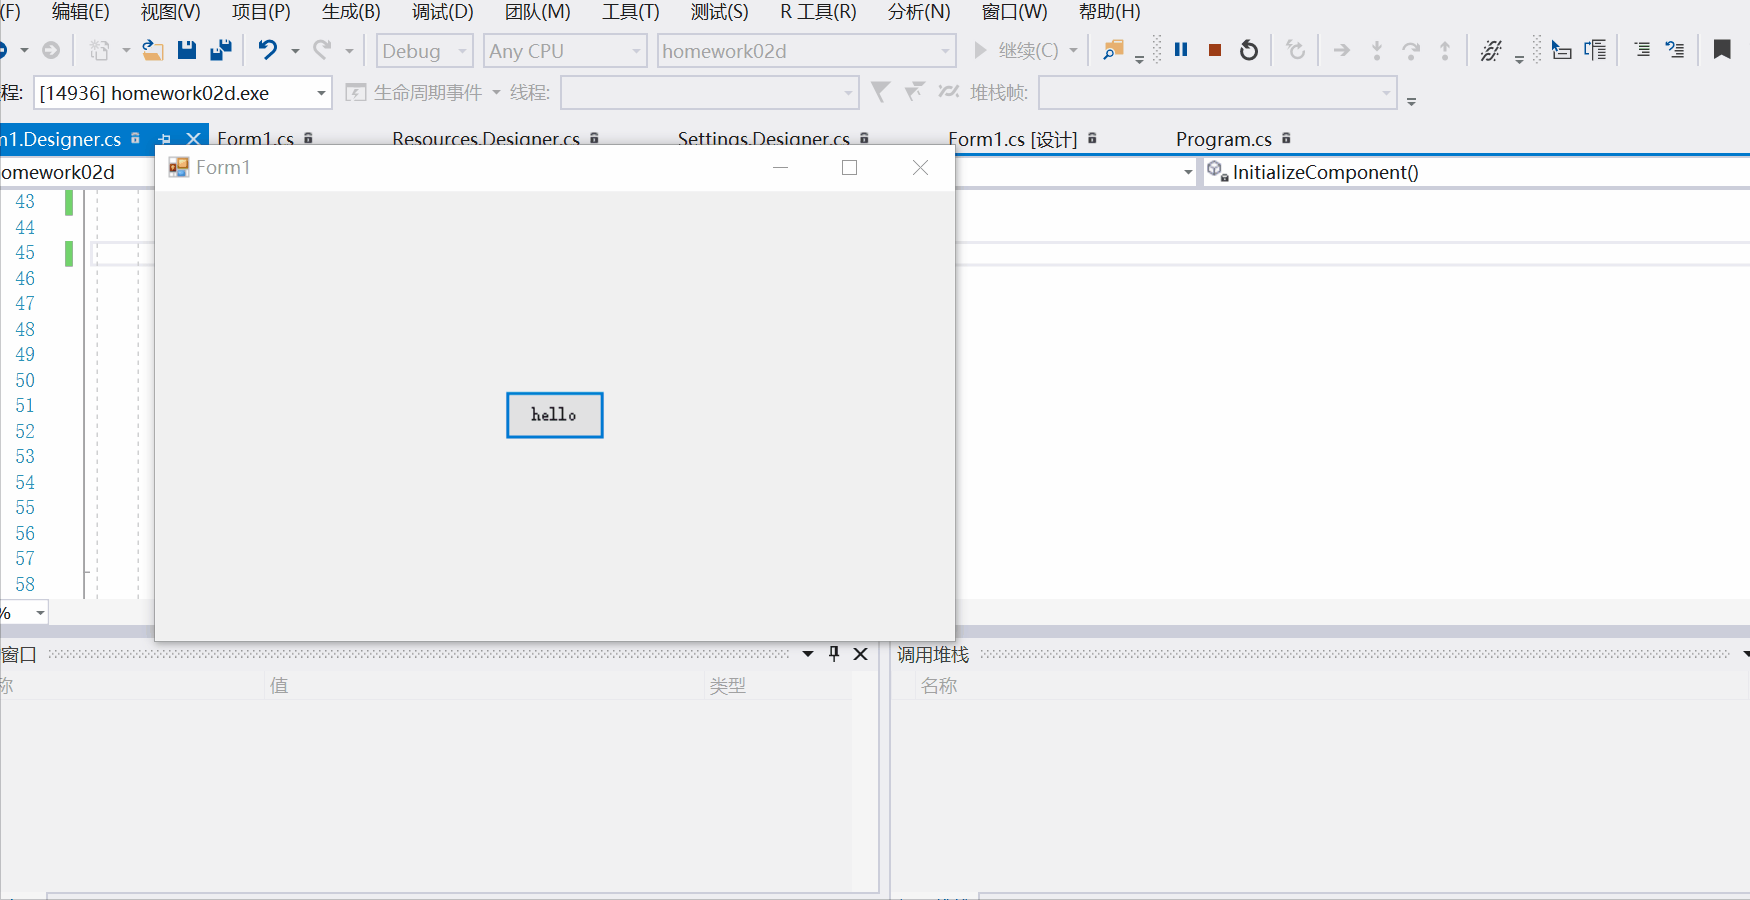 (F) 编辑(E) 视图(V) 项目(P) 生成(B) 调试(D) 团队(M) 工具(T) 测试(S) R 工具(R) 分析(N) 窗口(W) 帮助(H)
Debug Any CPU homework02d 继续(C)
程: [14936] homework02d.exe 生命周期事件 线程: 堆栈帧:
m1.Designer.cs Form1.cs Resources.Designer.cs Settings.Designer.cs Form1.cs [设计] Program.cs
omework02d InitializeComponent()
Form1
hello
43
44
45
46
47
48
49
50
51
52
53
54
55
56
57
58
%
窗口 调用堆栈
称 值 类型 名称